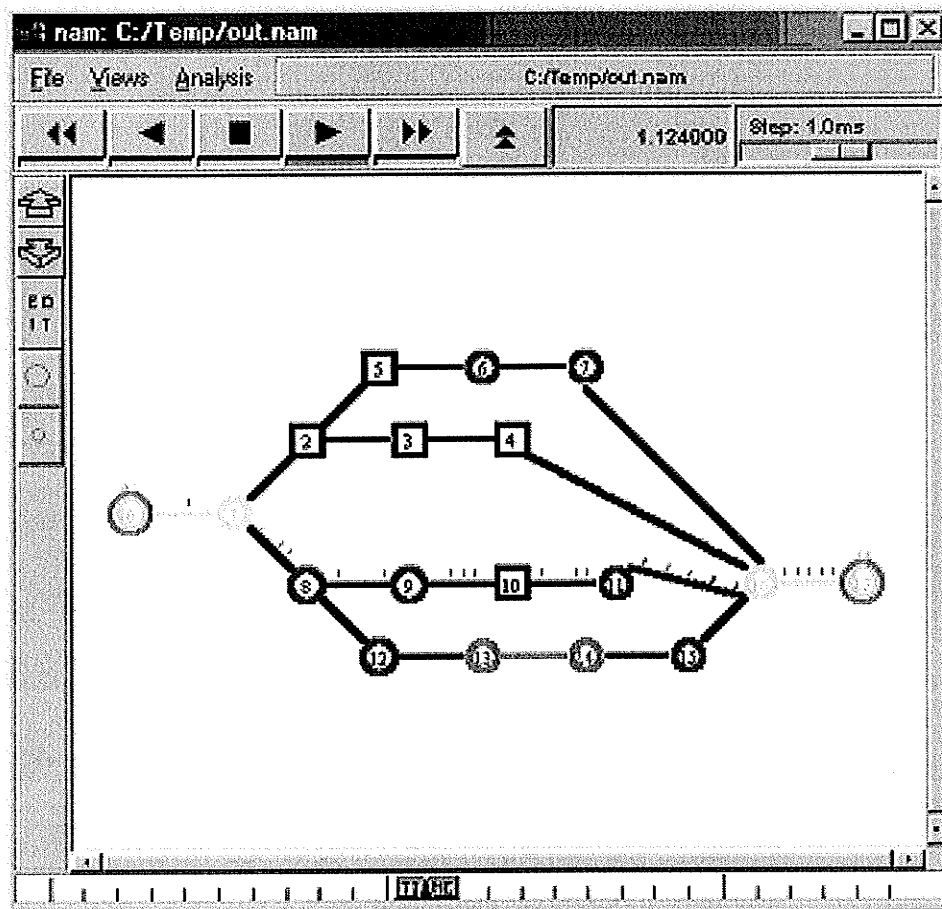 nam: C:/Temp/out.nam
File Views Analysis C:/Temp/out.nam
1.124000 Step: 1.0ms
ED
IT
5 6 7
2 3 4
8 9 10 11
12 13 14 15
TIME